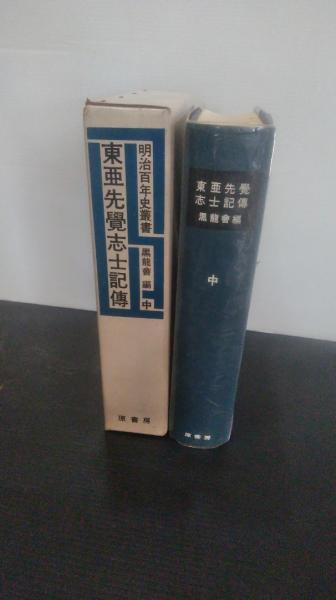 明治百年史叢書
東亜先覺志士記傳
黒龍會 編 中
原書房
東亜先覺
志士記傳
黒龍會編
中
原書房